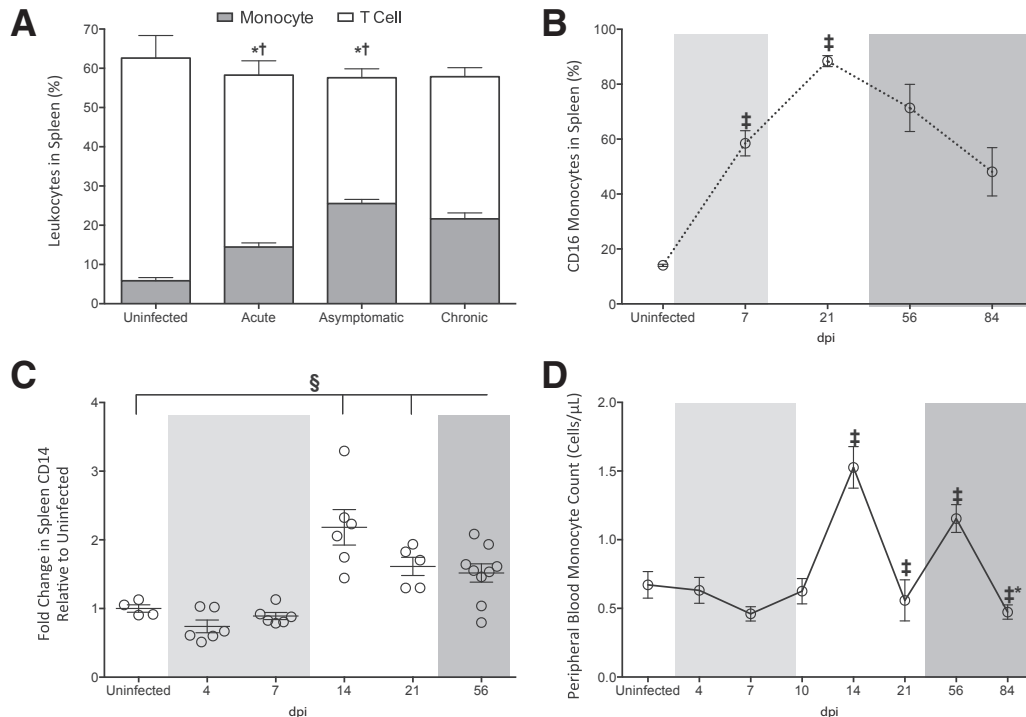 A
Monocyte T Cell
Leukocytes in Spleen (%)
70
60
50
40
30
20
10
0
*†
*†
Uninfected Acute Asymptomatic Chronic
B
CD16 Monocytes in Spleen (%)
100
80
60
40
20
0
‡
‡
Uninfected 7 21 56 84
dpi
C
Fold Change in Spleen CD14
Relative to Uninfected
§
4
3
2
1
0
Uninfected 4 7 14 21 56
dpi
D
Peripheral Blood Monocyte Count (Cells/µL)
2.0
1.5
1.0
0.5
0.0
‡
‡
‡
‡*
Uninfected 4 7 10 14 21 56 84
dpi